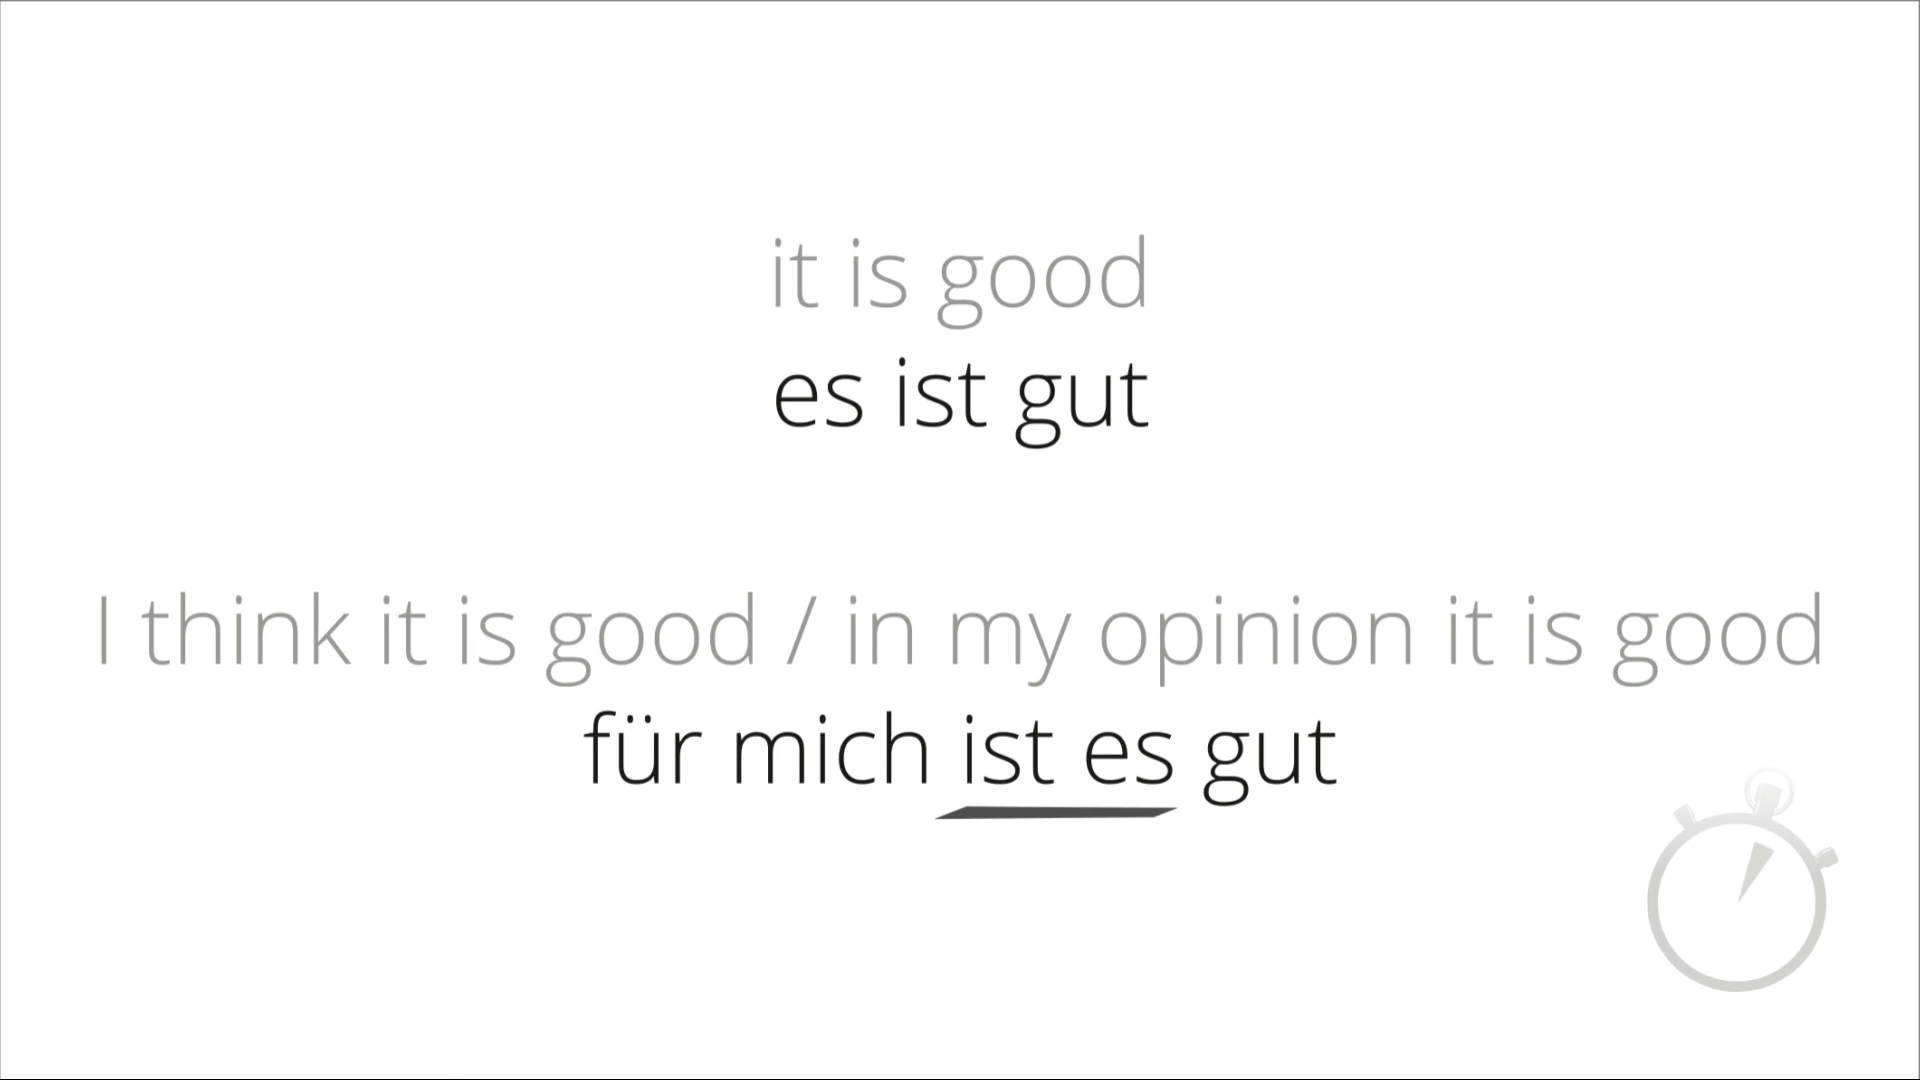 it is good
es ist gut
I think it is good / in my opinion it is good
für mich ist es gut